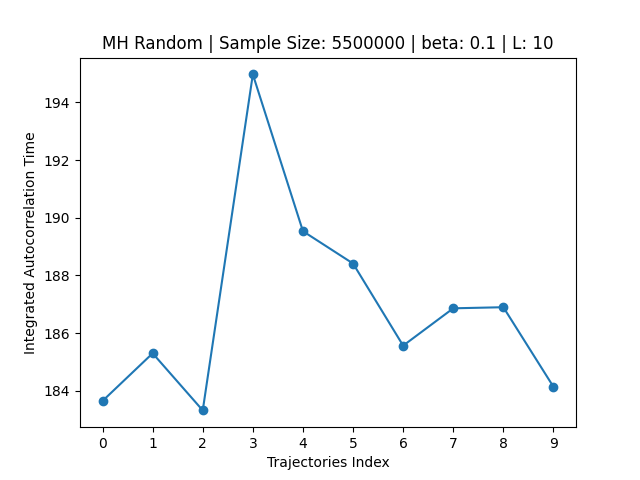 MH Random | Sample Size: 5500000 | beta: 0.1 | L: 10
Integrated Autocorrelation Time
194
192
190
188
186
184
0 1 2 3 4 5 6 7 8 9
Trajectories Index